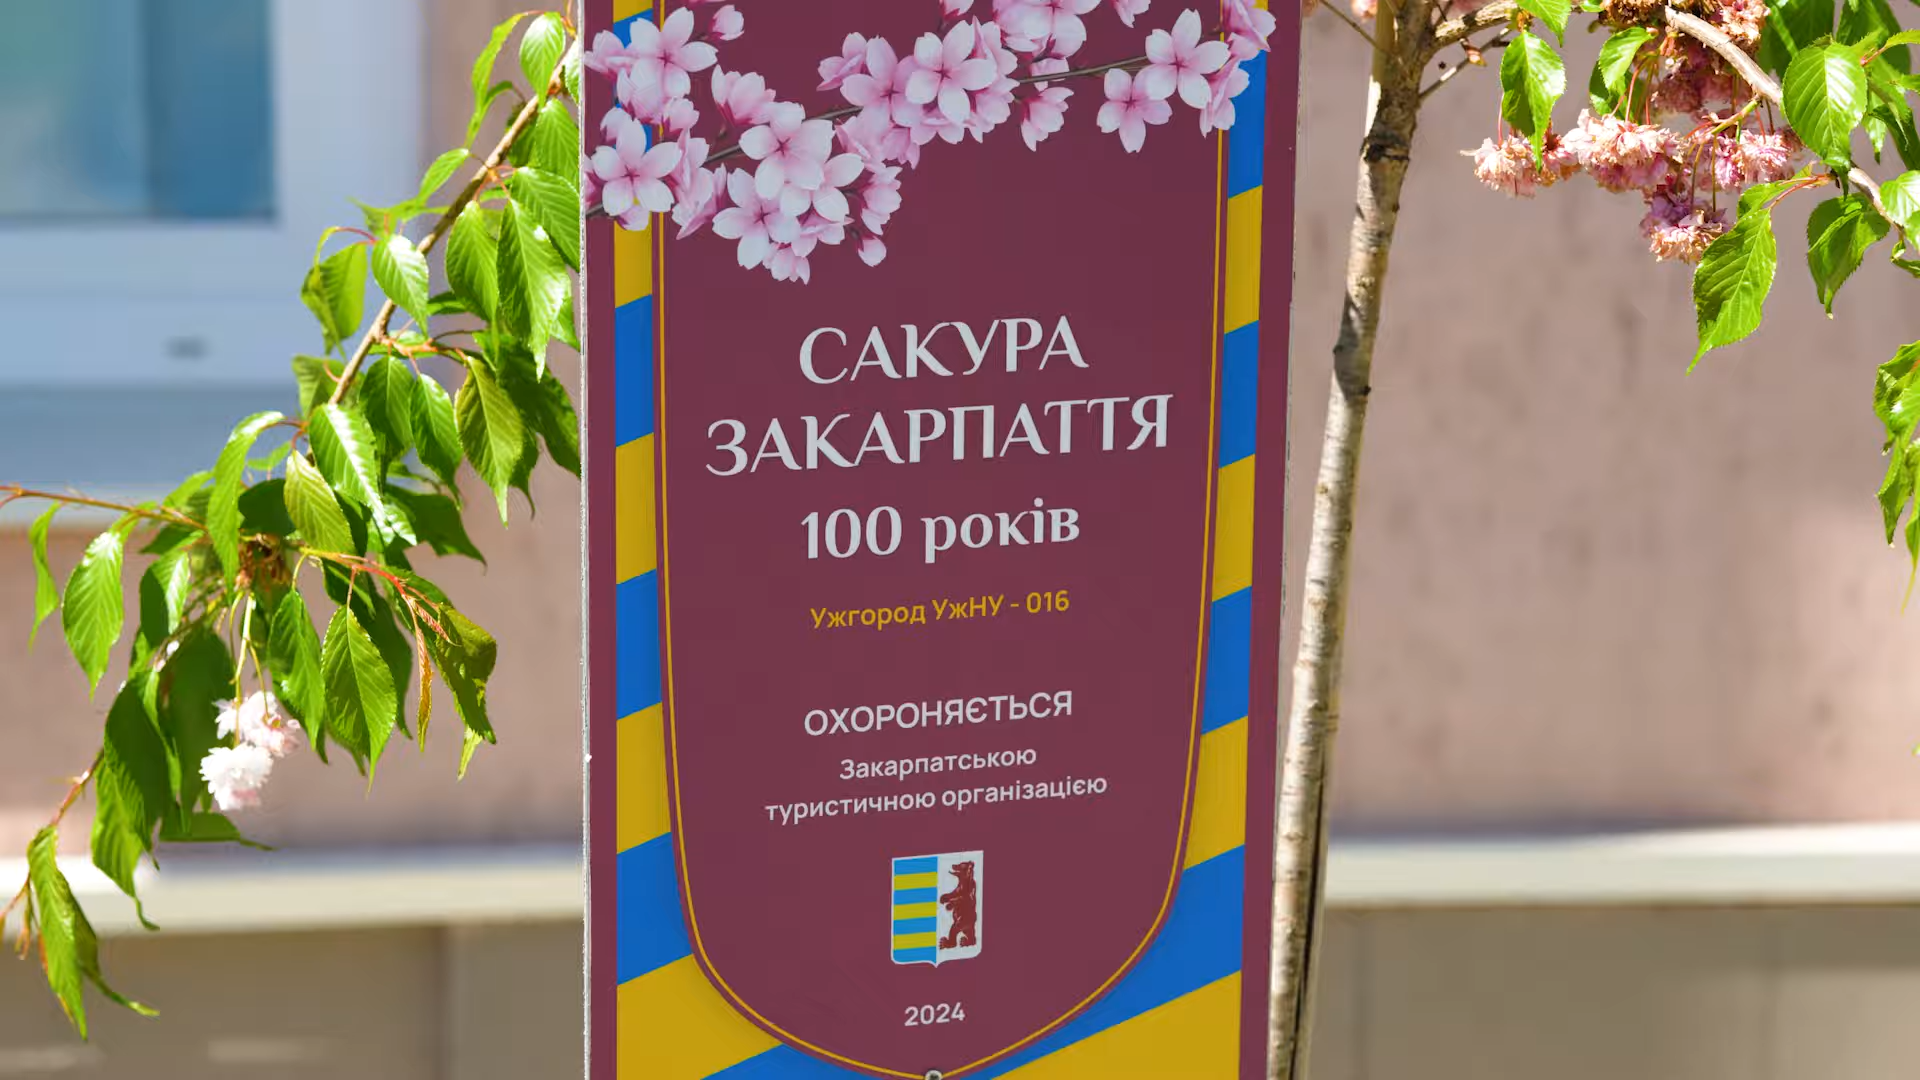 САКУРА
ЗАКАРПАТТЯ
100 років
Ужгород УжНУ - 016
ОХОРОНЯЄТЬСЯ
Закарпатською
туристичною організацією
2024